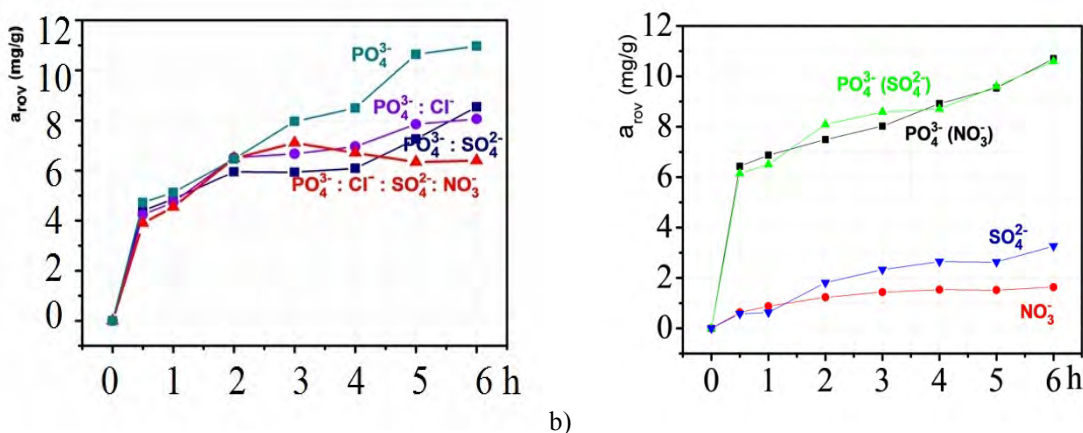 a_rov (mg/g)
12
10
8
6
4
2
0
PO₄³⁻
PO₄³⁻ : Cl⁻
PO₄³⁻ : SO₄²⁻
PO₄³⁻ : Cl⁻ : SO₄²⁻ : NO₃⁻
0 1 2 3 4 5 6 h
a_rov (mg/g)
12
10
8
6
4
2
0
PO₄³⁻ (SO₄²⁻)
PO₄³⁻ (NO₃⁻)
SO₄²⁻
NO₃⁻
0 1 2 3 4 5 6 h
b)